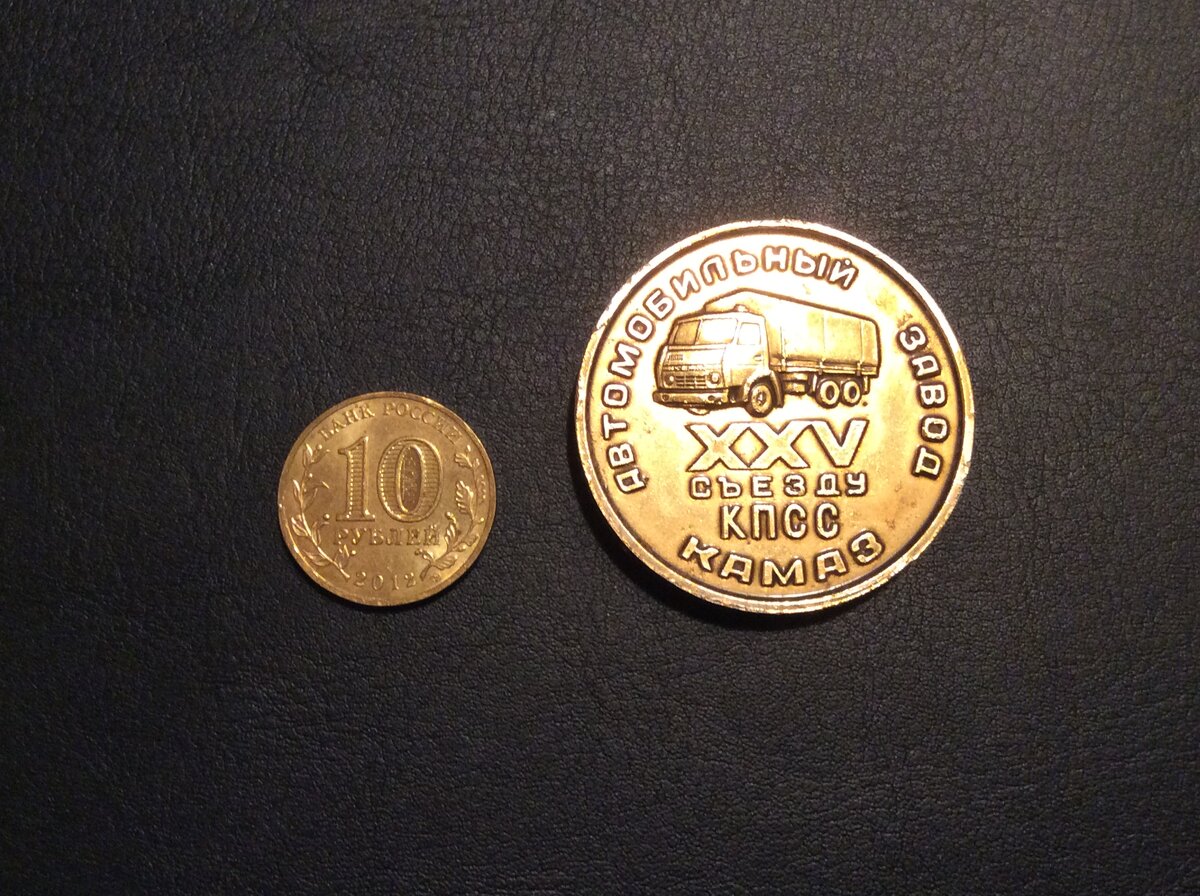 БАНК РОССИИ
10
РУБЛЕЙ
2012
АВТОМОБИЛЬНЫЙ ЗАВОД
XXV
СЪЕЗДУ
КПСС
КАМАЗ